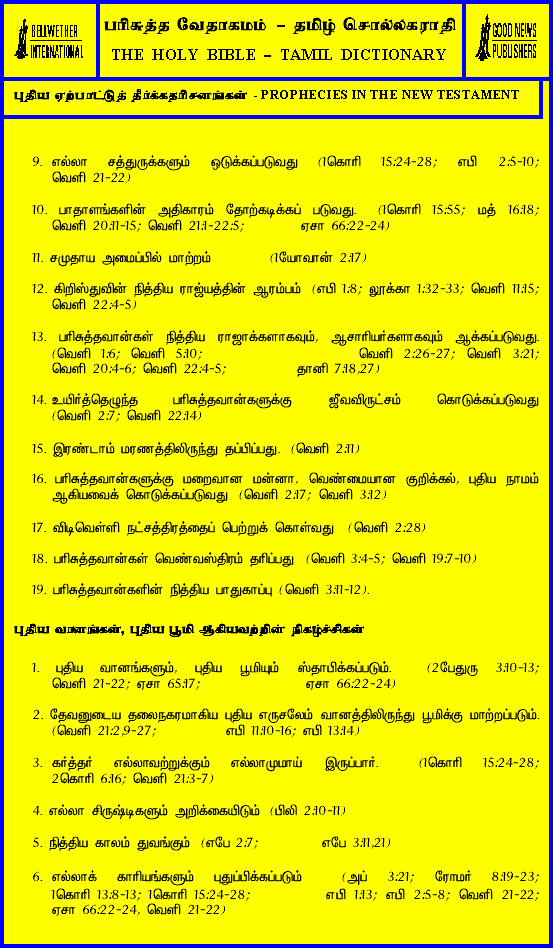 BELLWETHER
INTERNATIONAL
பரிசுத்த வேதாகமம் – தமிழ் சொல்லகராதி
THE HOLY BIBLE – TAMIL DICTIONARY
GOOD NEWS
PUBLISHERS
புதிய ஏற்பாட்டுத் தீர்க்கதரிசனங்கள் - PROPHECIES IN THE NEW TESTAMENT
9. எல்லா சத்துருக்களும் ஒடுக்கப்படுவது (1கொரி 15:24-28; எபி 2:5-10;
வெளி 21-22)
10. பாதாளங்களின் அதிகாரம் தோற்கடிக்கப் படுவது. (1கொரி 15:55; மத் 16:18;
வெளி 20:11-15; வெளி 21:1-22:5; ஏசா 66:22-24)
11. சமுதாய அமைப்பில் மாற்றம் (1யோவான் 2:17)
12. கிறிஸ்துவின் நித்திய ராஜ்யத்தின் ஆரம்பம் (எபி 1:8; லூக்கா 1:32-33; வெளி 11:15;
வெளி 22:4-5)
13. பரிசுத்தவான்கள் நித்திய ராஜாக்களாகவும், ஆசாரியர்களாகவும் ஆக்கப்படுவது.
(வெளி 1:6; வெளி 5:10; வெளி 2:26-27; வெளி 3:21;
வெளி 20:4-6; வெளி 22:4-5; தானி 7:18,27)
14. உயிர்த்தெழுந்த பரிசுத்தவான்களுக்கு ஜீவவிருட்சம் கொடுக்கப்படுவது
(வெளி 2:7; வெளி 22:14)
15. இரண்டாம் மரணத்திலிருந்து தப்பிப்பது. (வெளி 2:11)
16. பரிசுத்தவான்களுக்கு மறைவான மன்னா, வெண்மையான குறிக்கல், புதிய நாமம்
ஆகியவைக் கொடுக்கப்படுவது (வெளி 2:17; வெளி 3:12)
17. விடிவெள்ளி நட்சத்திரத்தைப் பெற்றுக் கொள்வது (வெளி 2:28)
18. பரிசுத்தவான்கள் வெண்வஸ்திரம் தரிப்பது (வெளி 3:4-5; வெளி 19:7-10)
19. பரிசுத்தவான்களின் நித்திய பாதுகாப்பு (வெளி 3:11-12).
புதிய வானங்கள், புதிய பூமி ஆகியவற்றின் நிகழ்ச்சிகள்
1. புதிய வானங்களும், புதிய பூமியும் ஸ்தாபிக்கப்படும். (2பேதுரு 3:10-13;
வெளி 21-22; ஏசா 65:17; ஏசா 66:22-24)
2. தேவனுடைய தலைநகரமாகிய புதிய எருசலேம் வானத்திலிருந்து பூமிக்கு மாற்றப்படும்.
(வெளி 21:2,9-27; எபி 11:10-16; எபி 13:14)
3. கர்த்தர் எல்லாவற்றுக்கும் எல்லாமுமாய் இருப்பார். (1கொரி 15:24-28;
2கொரி 6:16; வெளி 21:3-7)
4. எல்லா சிருஷ்டிகளும் அறிக்கையிடும் (பிலி 2:10-11)
5. நித்திய காலம் துவங்கும் (எபே 2:7; எபே 3:11,21)
6. எல்லாக் காரியங்களும் புதுப்பிக்கப்படும் (அப் 3:21; ரோமர் 8:19-23;
1கொரி 13:8-13; 1கொரி 15:24-28; எபி 1:13; எபி 2:5-8; வெளி 21-22;
ஏசா 66:22-24, வெளி 21-22)